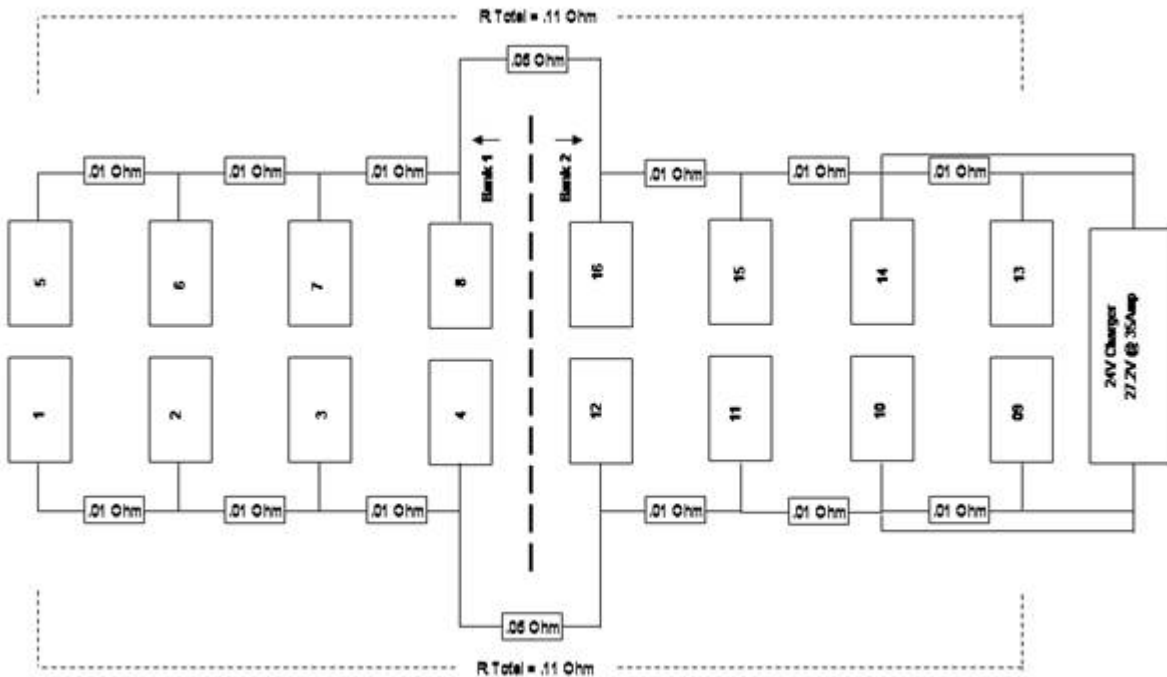 R Total = .11 Ohm
.05 Ohm
Bank 1
Bank 2
.01 Ohm
.01 Ohm
.01 Ohm
.01 Ohm
.01 Ohm
.01 Ohm
5
6
7
8
16
15
14
13
24V Charger
27.2V @ 35Amp
1
2
3
4
12
11
10
09
.01 Ohm
.01 Ohm
.01 Ohm
.01 Ohm
.01 Ohm
.01 Ohm
.05 Ohm
R Total = .11 Ohm